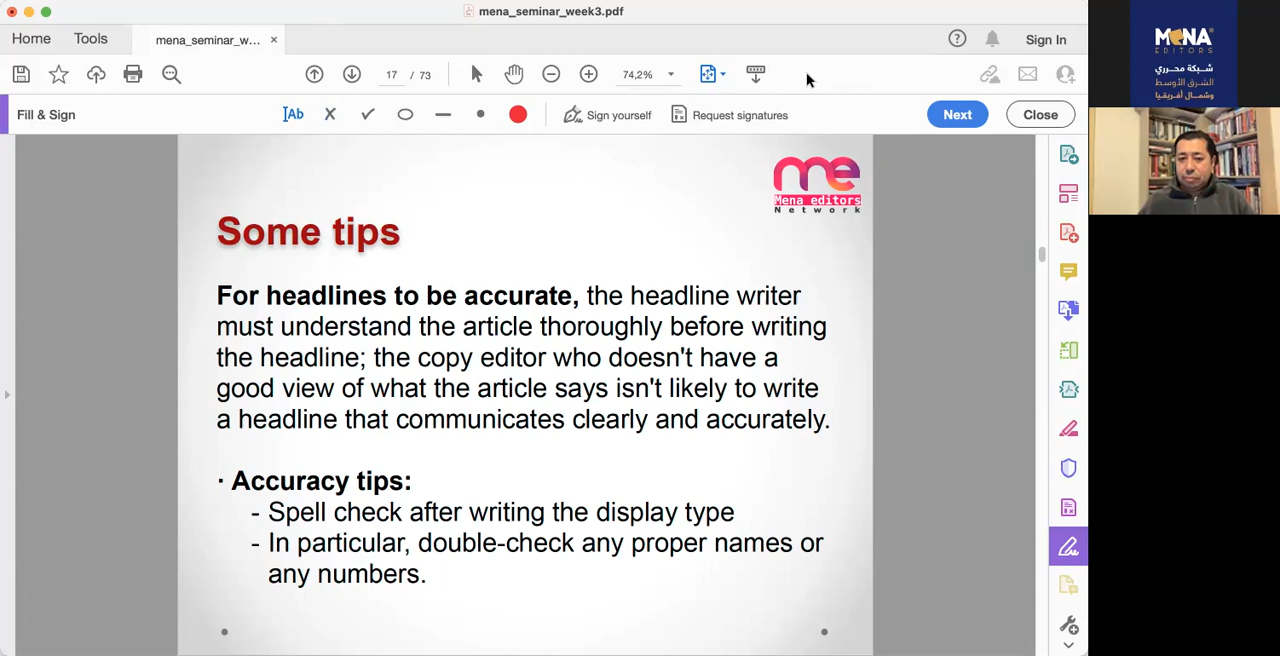 mena_seminar_week3.pdf
Home
Tools
mena_seminar_w...
Sign In
17 / 73
74,2%
Fill & Sign
Ab
Sign yourself
Request signatures
Next
Close
me
Mena editors
Network
Some tips
For headlines to be accurate, the headline writer
must understand the article thoroughly before writing
the headline; the copy editor who doesn't have a
good view of what the article says isn't likely to write
a headline that communicates clearly and accurately.
· Accuracy tips:
- Spell check after writing the display type
- In particular, double-check any proper names or
any numbers.
MENA
EDITORS
شبكة محرري
الشرق الأوسط
وشمال أفريقيا